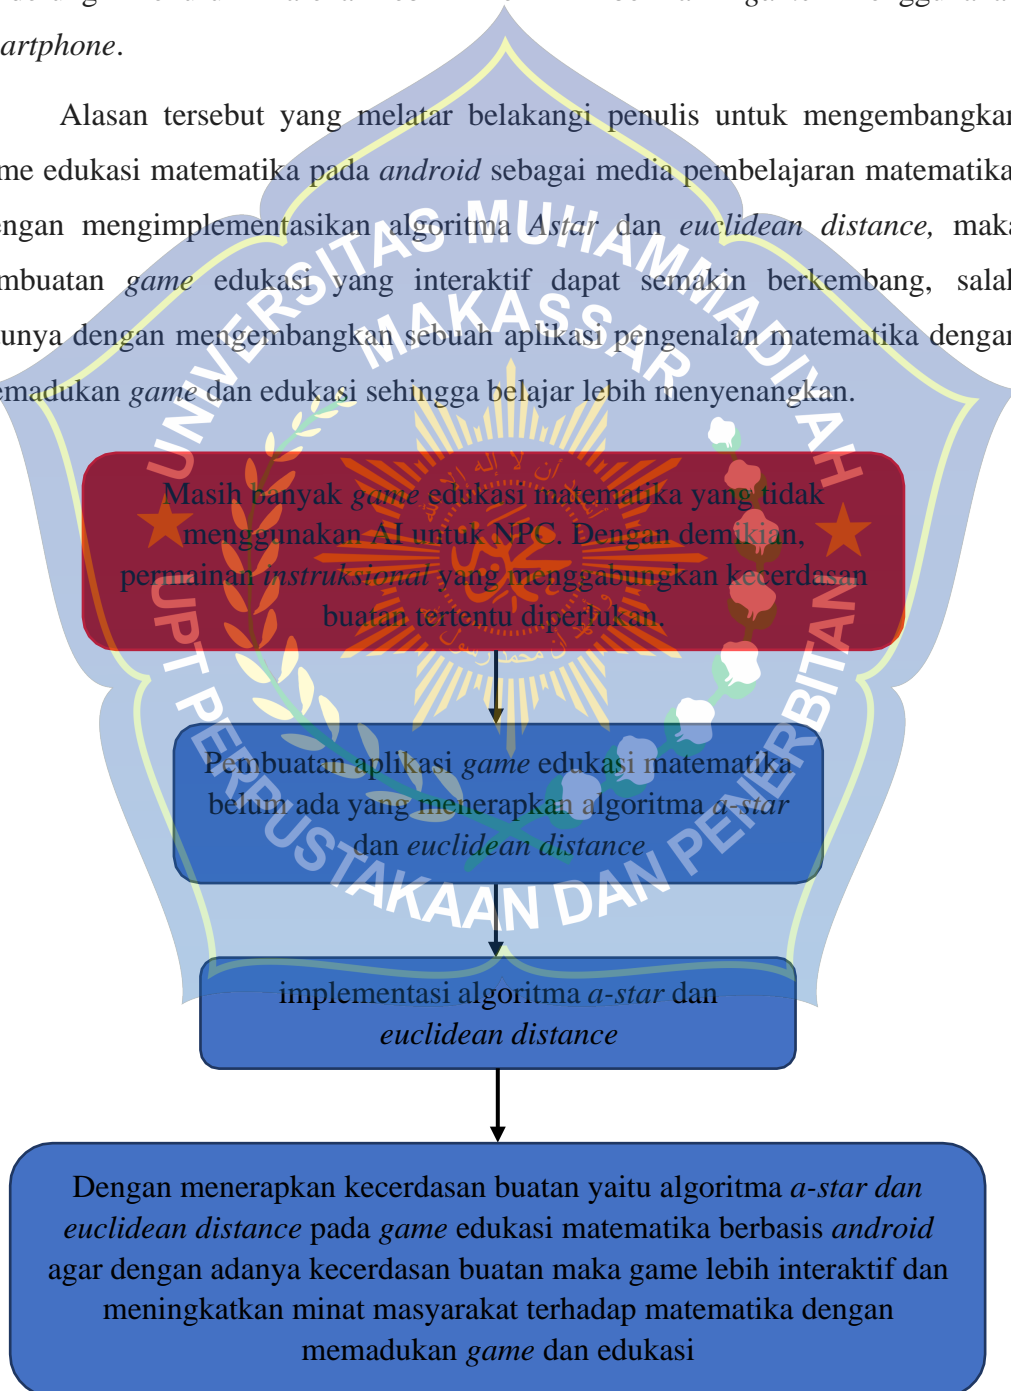 artphone.
Alasan tersebut yang melatar belakangi penulis untuk mengembangkan
me edukasi matematika pada android sebagai media pembelajaran matematika
engan mengimplementasikan algoritma Astar dan euclidean distance, maka
mbuatan game edukasi yang interaktif dapat semakin berkembang, salah
tunya dengan mengembangkan sebuah aplikasi pengenalan matematika dengan
emadukan game dan edukasi sehingga belajar lebih menyenangkan.
UNIVERSITAS MUHAMMADIYAH
MAKASSAR
Masih banyak game edukasi matematika yang tidak
menggunakan AI untuk NPC. Dengan demikian,
permainan instruksional yang menggabungkan kecerdasan
buatan tertentu diperlukan.
Pembuatan aplikasi game edukasi matematika
belum ada yang menerapkan algoritma a-star
dan euclidean distance
UPT PERPUSTAKAAN DAN PENERBITAN
implementasi algoritma a-star dan
euclidean distance
Dengan menerapkan kecerdasan buatan yaitu algoritma a-star dan
euclidean distance pada game edukasi matematika berbasis android
agar dengan adanya kecerdasan buatan maka game lebih interaktif dan
meningkatkan minat masyarakat terhadap matematika dengan
memadukan game dan edukasi